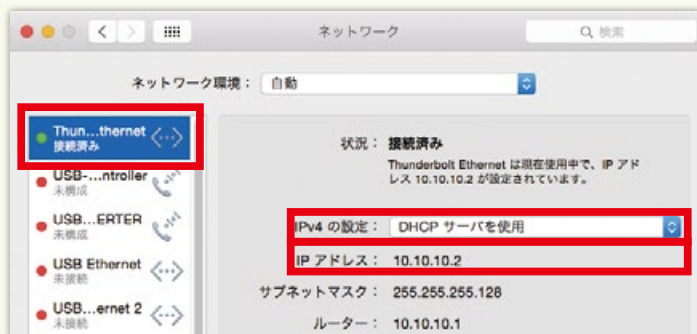 ネットワーク
検索
ネットワーク環境： 自動
Thun...thernet
接続済み
USB-...ntroller
未構成
USB...ERTER
未構成
USB Ethernet
未接続
USB...ernet 2
未接続
状況： 接続済み
Thunderbolt Ethernet は現在使用中で、IP アド
レス 10.10.10.2 が設定されています。
IPv4 の設定： DHCP サーバを使用
IP アドレス： 10.10.10.2
サブネットマスク： 255.255.255.128
ルーター： 10.10.10.1